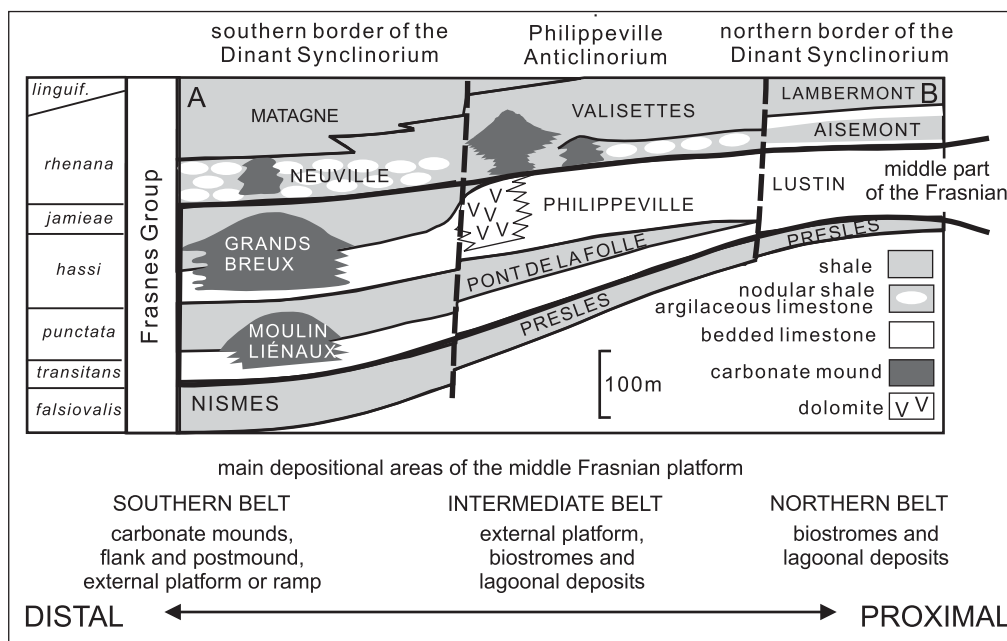 southern border of the
Dinant Synclinorium
Philippeville
Anticlinorium
northern border of the
Dinant Synclinorium
linguif.
rhenana
jamieae
hassi
punctata
transitans
falsiovalis
Frasnes Group
A
MATAGNE
NEUVILLE
GRANDS
BREUX
MOULIN
LIÉNAUX
NISMES
VALISETTES
V V
V V
V V
V
PHILIPPEVILLE
PONT DE LA FOLLE
PRESLES
LAMBERMONT B
AISEMONT
LUSTIN
middle part
of the Frasnian
PRESLES
shale
nodular shale
argilaceous limestone
bedded limestone
carbonate mound
dolomite V V
100m
main depositional areas of the middle Frasnian platform
SOUTHERN BELT
carbonate mounds,
flank and postmound,
external platform or ramp
INTERMEDIATE BELT
external platform,
biostromes and
lagoonal deposits
NORTHERN BELT
biostromes and
lagoonal deposits
DISTAL
PROXIMAL